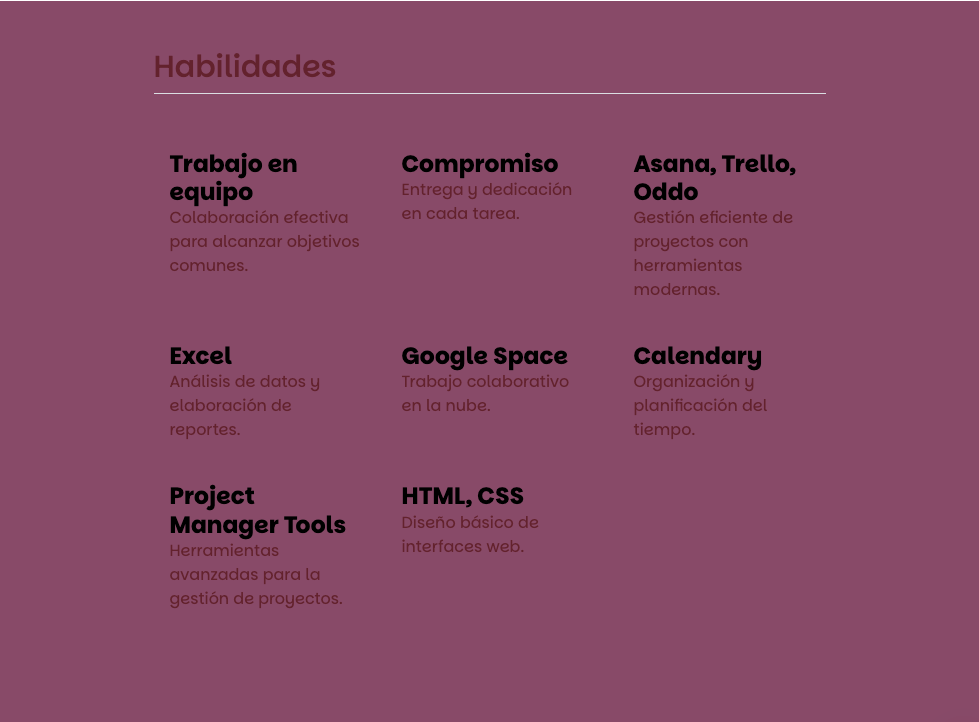 Habilidades
Trabajo en
equipo
Colaboración efectiva
para alcanzar objetivos
comunes.
Compromiso
Entrega y dedicación
en cada tarea.
Asana, Trello,
Oddo
Gestión eficiente de
proyectos con
herramientas
modernas.
Excel
Análisis de datos y
elaboración de
reportes.
Google Space
Trabajo colaborativo
en la nube.
Calendary
Organización y
planificación del
tiempo.
Project
Manager Tools
Herramientas
avanzadas para la
gestión de proyectos.
HTML, CSS
Diseño básico de
interfaces web.